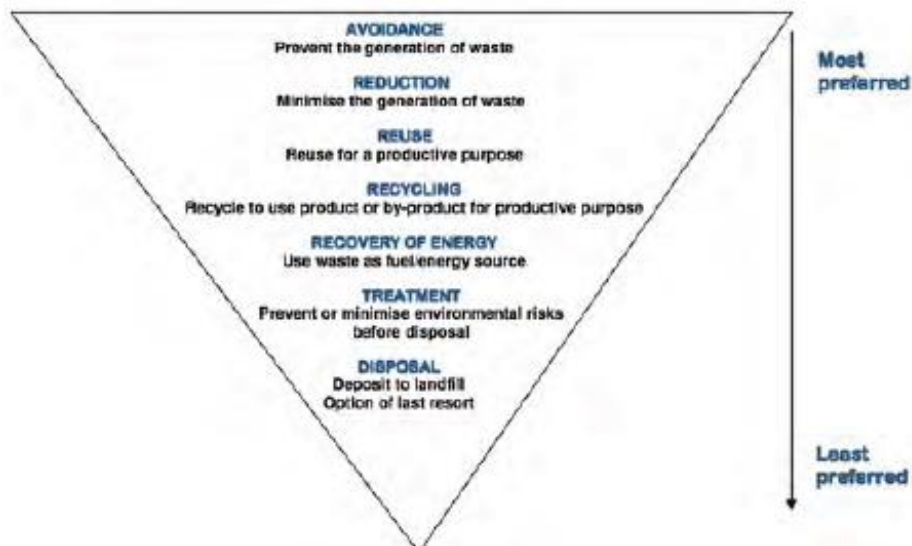 AVOIDANCE
Prevent the generation of waste
REDUCTION
Minimise the generation of waste
REUSE
Reuse for a productive purpose
RECYCLING
Recycle to use product or by-product for productive purpose
RECOVERY OF ENERGY
Use waste as fuel/energy source
TREATMENT
Prevent or minimise environmental risks
before disposal
DISPOSAL
Deposit to landfill
Option of last resort
Most
preferred
Least
preferred